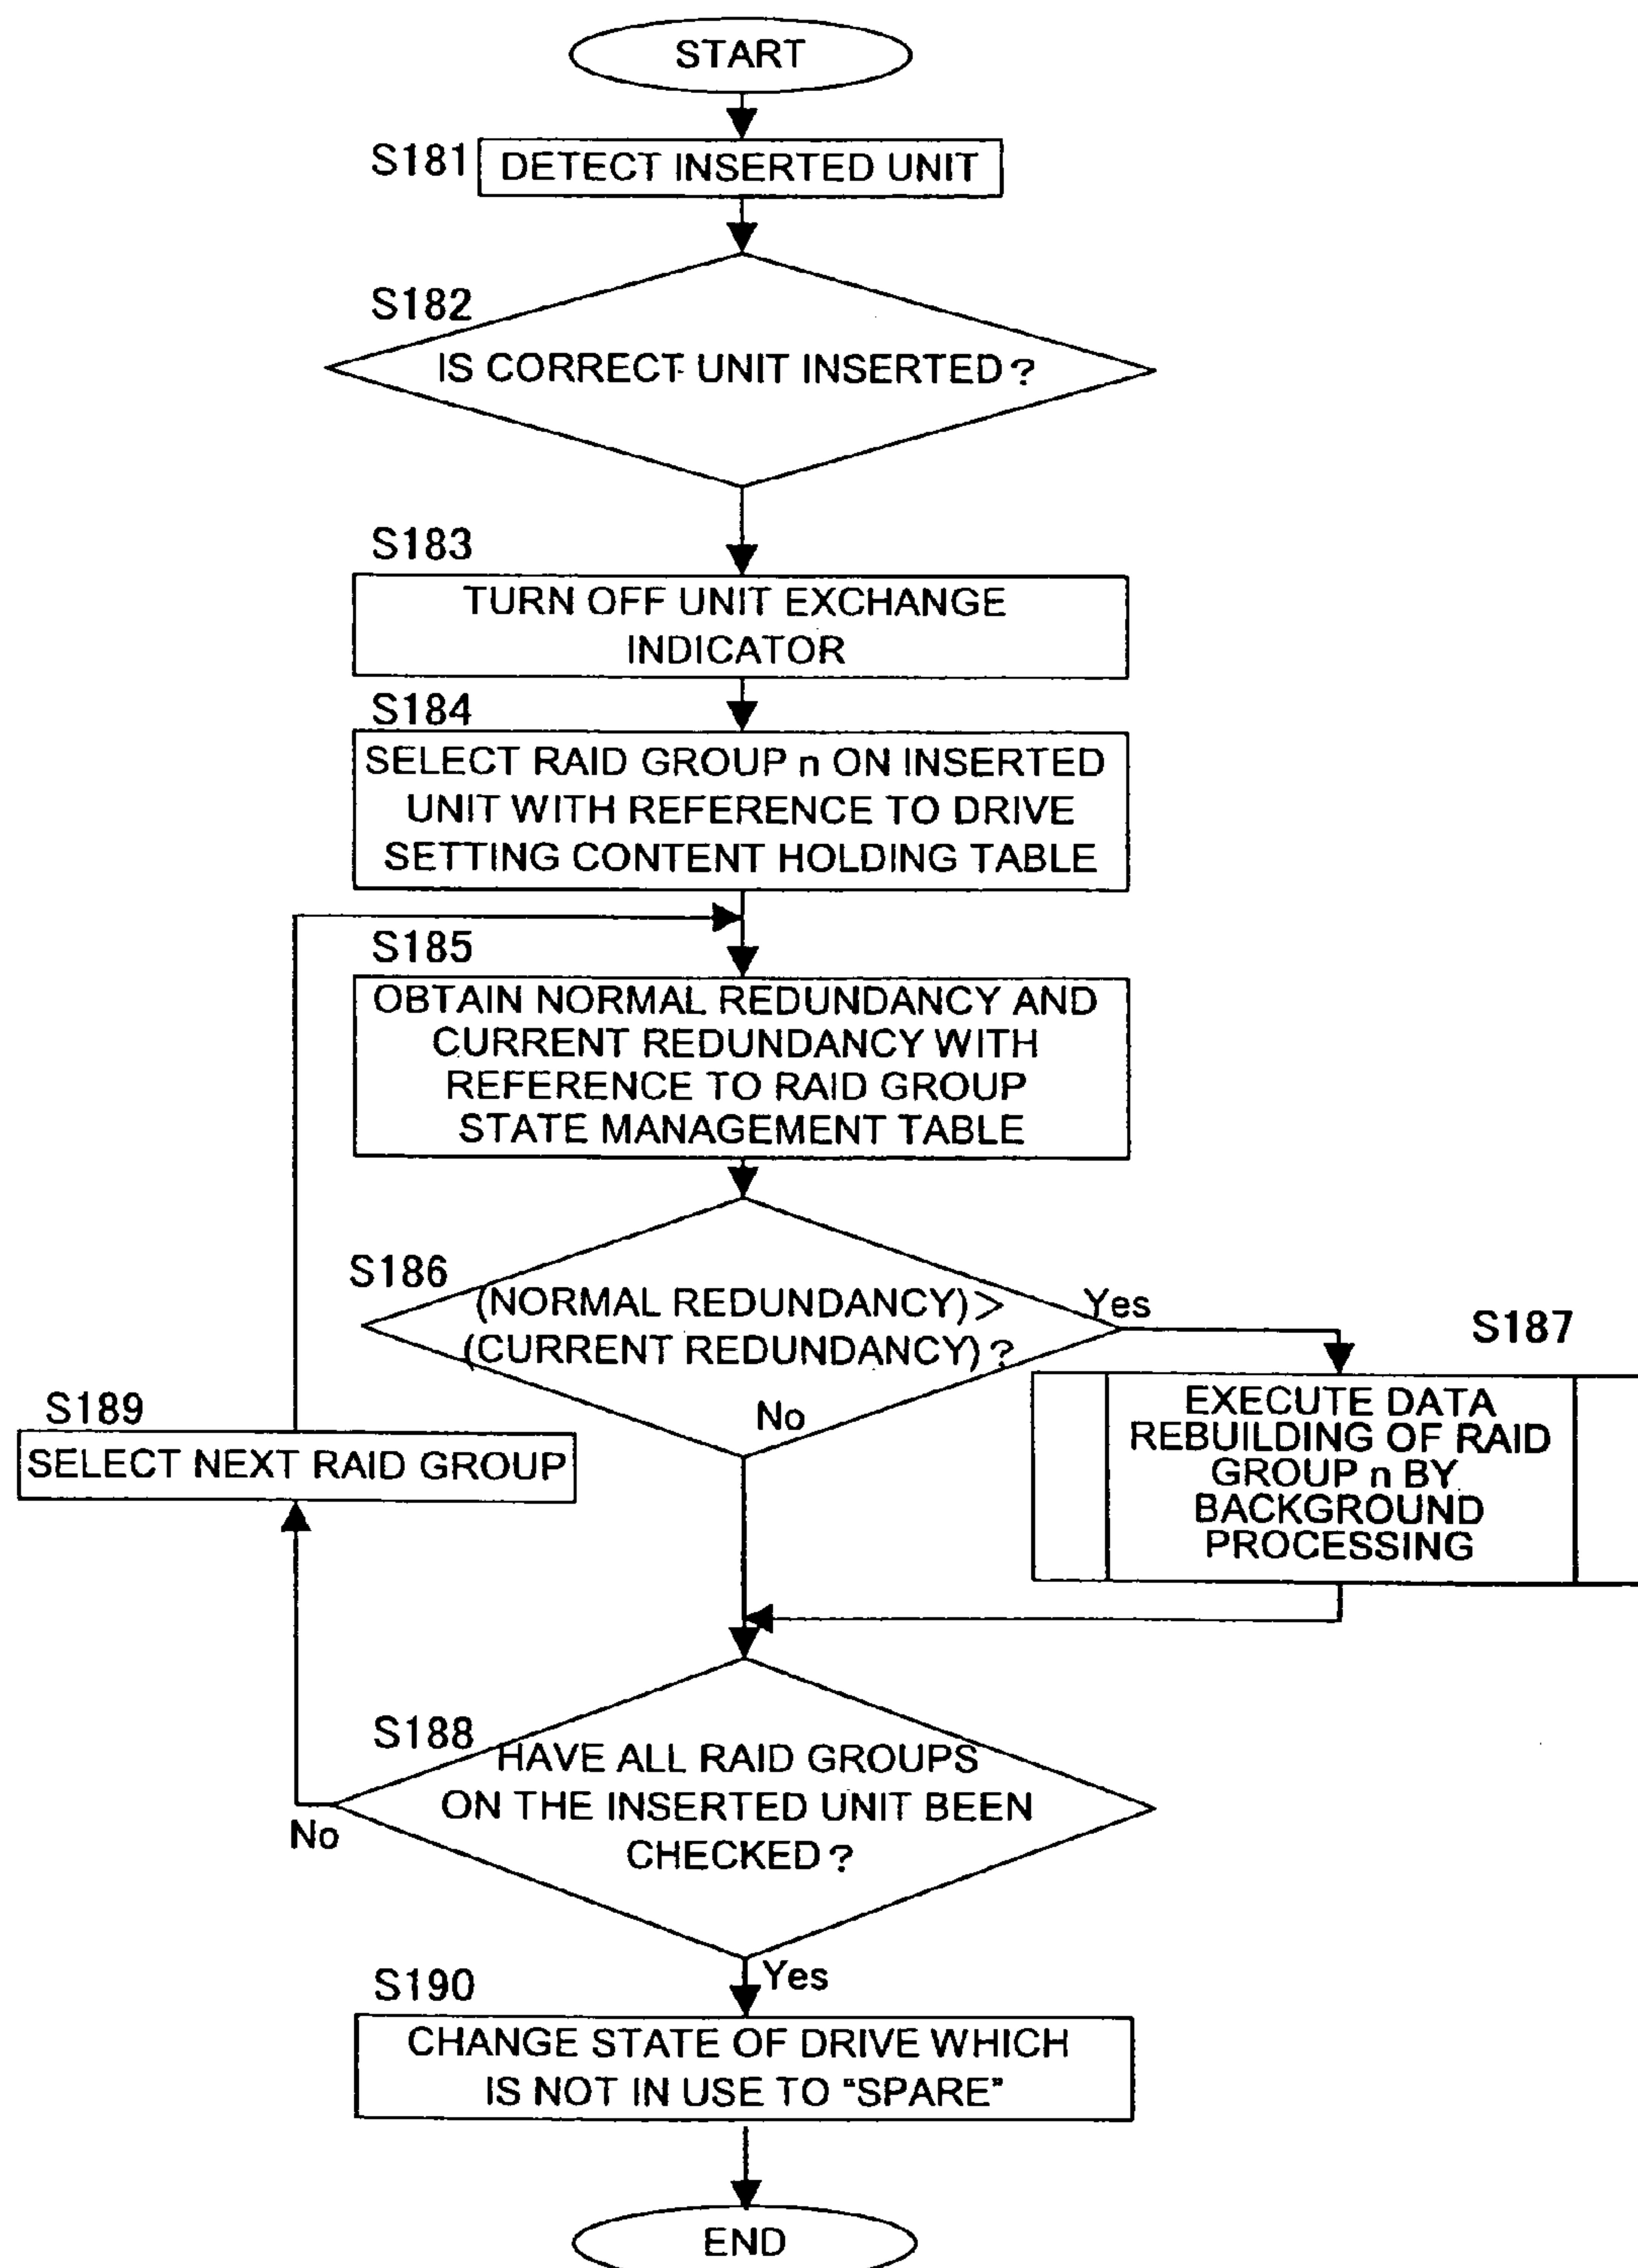 START
S181
DETECT INSERTED UNIT
S182
IS CORRECT UNIT INSERTED?
S183
TURN OFF UNIT EXCHANGE
INDICATOR
S184
SELECT RAID GROUP n ON INSERTED
UNIT WITH REFERENCE TO DRIVE
SETTING CONTENT HOLDING TABLE
S185
OBTAIN NORMAL REDUNDANCY AND
CURRENT REDUNDANCY WITH
REFERENCE TO RAID GROUP
STATE MANAGEMENT TABLE
S186
(NORMAL REDUNDANCY)>
(CURRENT REDUNDANCY)?
Yes
No
S187
EXECUTE DATA
REBUILDING OF RAID
GROUP n BY
BACKGROUND
PROCESSING
S189
SELECT NEXT RAID GROUP
S188
HAVE ALL RAID GROUPS
ON THE INSERTED UNIT BEEN
CHECKED?
No
Yes
S190
CHANGE STATE OF DRIVE WHICH
IS NOT IN USE TO "SPARE"
END